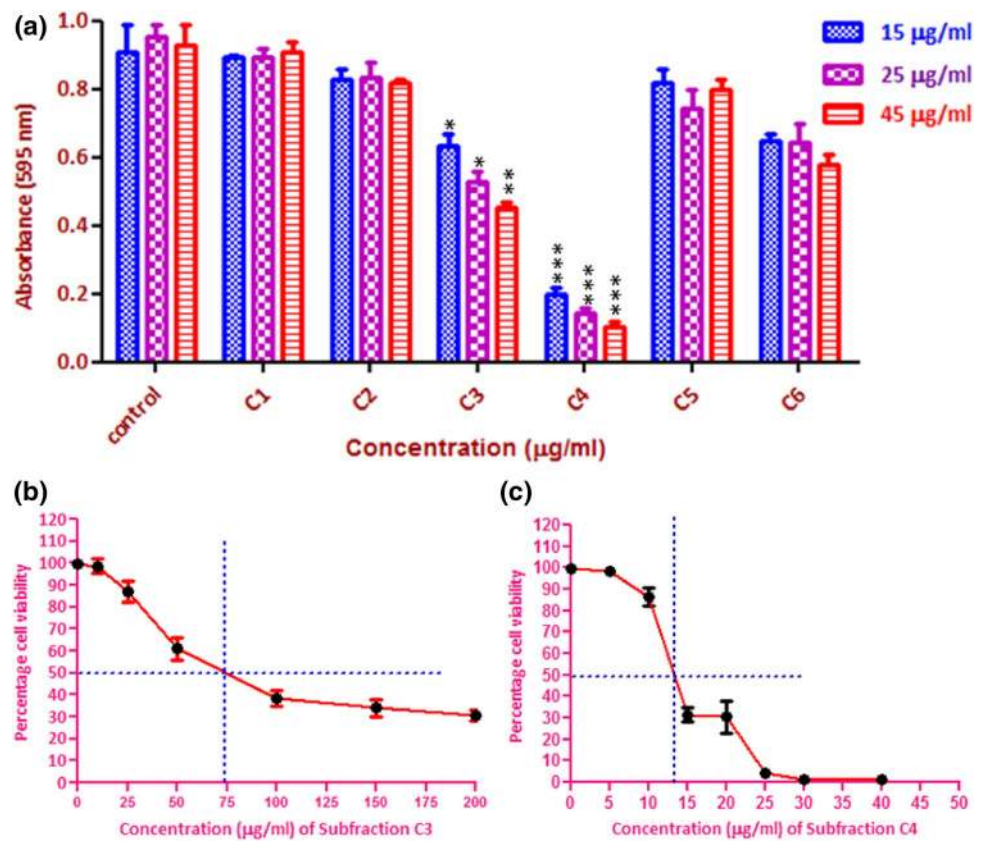 (a)
Absorbance (595 nm)
1.0
0.8
0.6
0.4
0.2
0.0
15 µg/ml
25 µg/ml
45 µg/ml
*
*
**
***
***
***
control
C1
C2
C3
C4
C5
C6
Concentration (µg/ml)
(b)
Percentage cell viability
120
110
100
90
80
70
60
50
40
30
20
10
0
0 25 50 75 100 125 150 175 200
Concentration (µg/ml) of Subfraction C3
(c)
Percentage cell viability
120
110
100
90
80
70
60
50
40
30
20
10
0
0 5 10 15 20 25 30 35 40 45 50
Concentration (µg/ml) of Subfraction C4